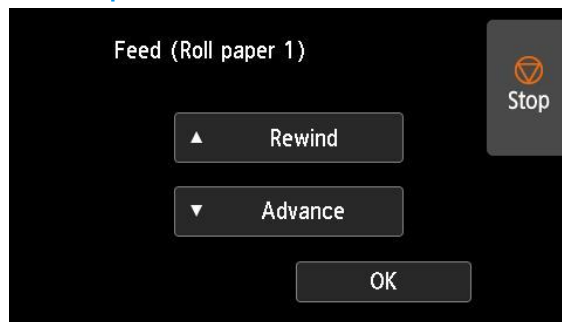 Feed (Roll paper 1)
Stop
▲ Rewind
▼ Advance
OK